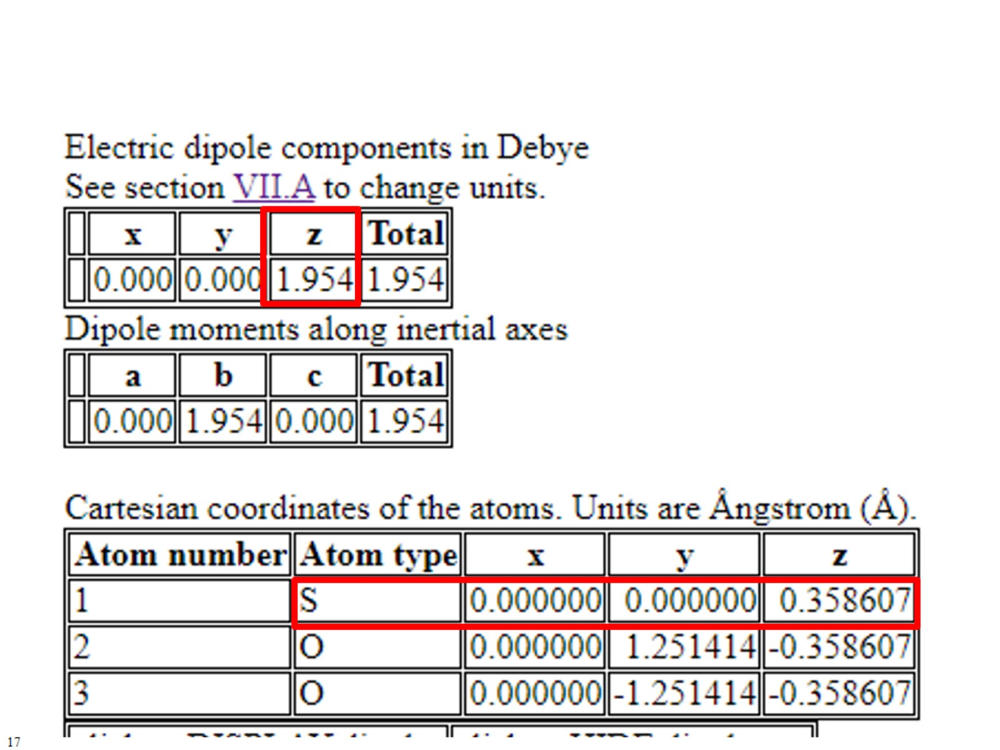 Electric dipole components in Debye
See section VII.A to change units.
x y z Total
0.000 0.000 1.954 1.954
Dipole moments along inertial axes
a b c Total
0.000 1.954 0.000 1.954
Cartesian coordinates of the atoms. Units are Ångstrom (Å).
Atom number Atom type x y z
1 S 0.000000 0.000000 0.358607
2 O 0.000000 1.251414 -0.358607
3 O 0.000000 -1.251414 -0.358607
17